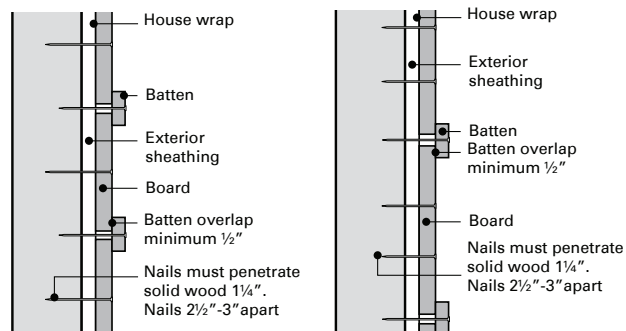 House wrap
Batten
Exterior
sheathing
Board
Batten overlap
minimum ½"
Nails must penetrate
solid wood 1¼".
Nails 2½"-3"apart
House wrap
Exterior
sheathing
Batten
Batten overlap
minimum ½"
Board
Nails must penetrate
solid wood 1¼".
Nails 2½"-3"apart